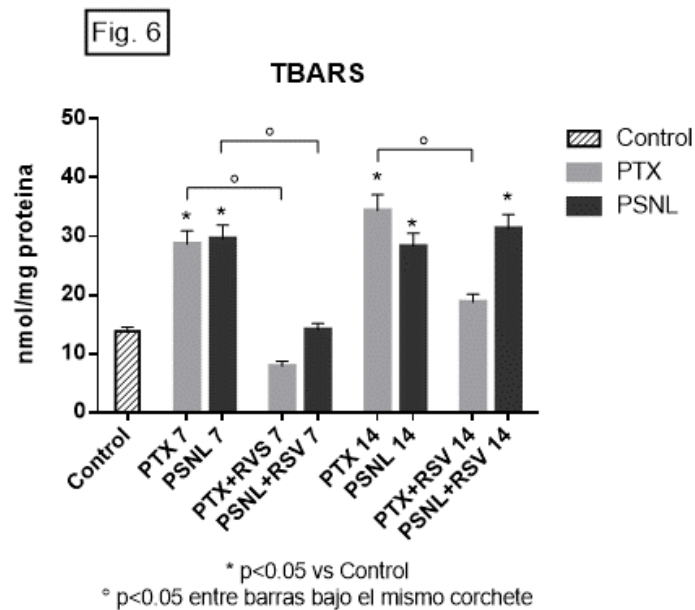 Fig. 6
TBARS
nmol/mg proteina
50
40
30
20
10
0
* * * * *
° ° °
Control
PTX 7
PSNL 7
PTX+RVS 7
PSNL+RSV 7
PTX 14
PSNL 14
PTX+RSV 14
PSNL+RSV 14
Control
PTX
PSNL
* p<0.05 vs Control
° p<0.05 entre barras bajo el mismo corchete